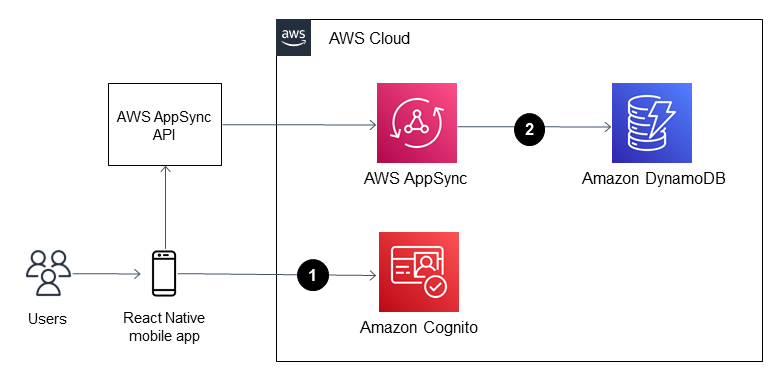 aws
AWS Cloud
AWS AppSync
API
2
AWS AppSync
Amazon DynamoDB
1
Users
React Native
mobile app
Amazon Cognito